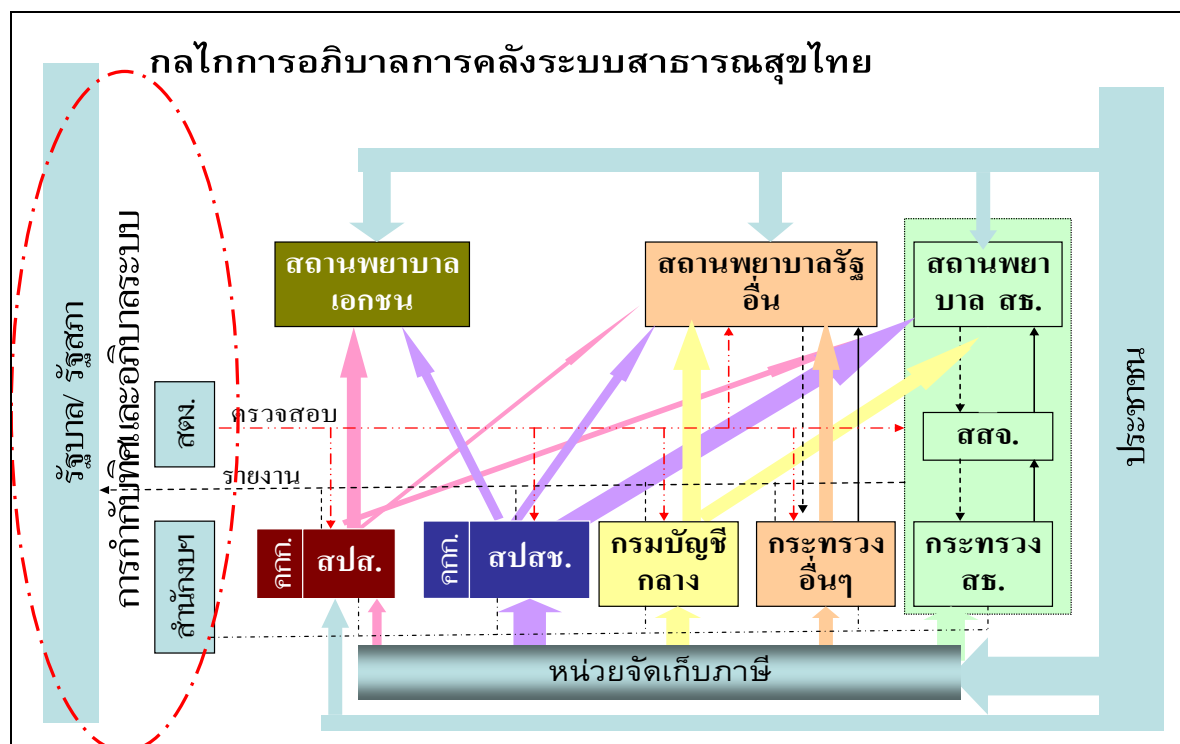 กลไกการอภิบาลการคลังระบบสาธารณสุขไทย
รัฐบาล/ รัฐสภา
การกำกับทิศและอภิบาลระบบ
สถานพยาบาล
เอกชน
สถานพยาบาลรัฐ
อื่น
สถานพยา
บาล สธ.
ประชาชน
สตง.
ตรวจสอบ
สสจ.
รายงาน
สำนักงบฯ
คกก.
สปส.
คกก.
สปสช.
กรมบัญชี
กลาง
กระทรวง
อื่นๆ
กระทรวง
สธ.
หน่วยจัดเก็บภาษี